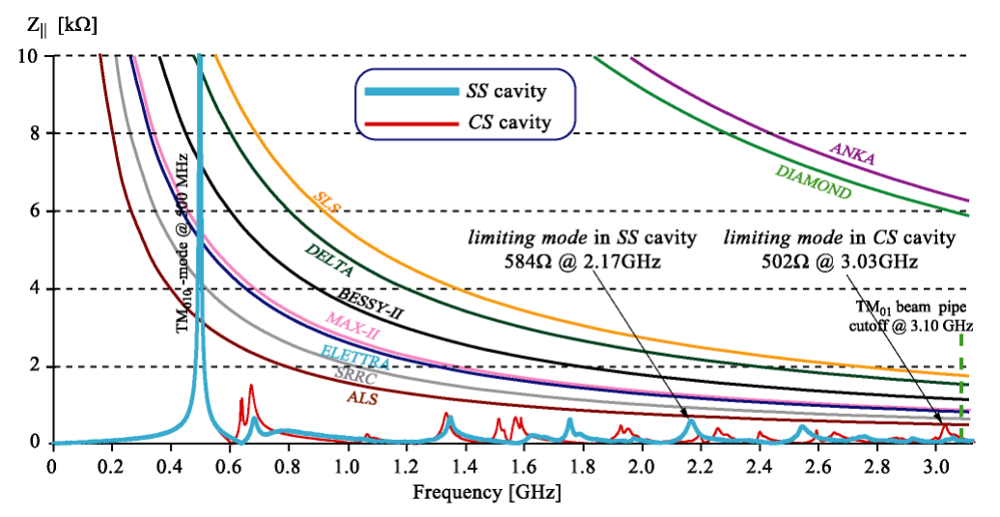 Z|| [kΩ]
10
8
6
4
2
0
SS cavity
CS cavity
TM010 -mode @ 500 MHz
SLS
DELTA
BESSY-II
MAX-II
ELETTRA
SRRC
ALS
ANKA
DIAMOND
limiting mode in SS cavity
584Ω @ 2.17GHz
limiting mode in CS cavity
502Ω @ 3.03GHz
TM01 beam pipe
cutoff @ 3.10 GHz
0 0.2 0.4 0.6 0.8 1.0 1.2 1.4 1.6 1.8 2.0 2.2 2.4 2.6 2.8 3.0
Frequency [GHz]